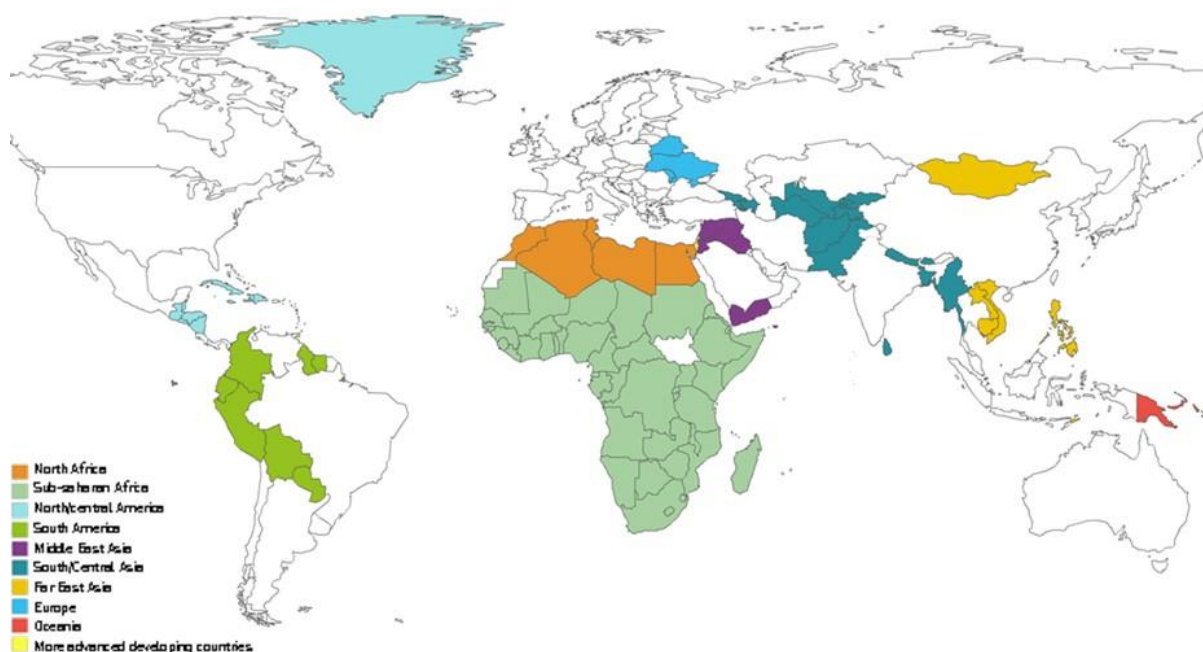 North Africa
Sub-saharan Africa
North/central America
South America
Middle East Asia
South/Central Asia
Far East Asia
Europe
Oceania
More advanced developing countries.